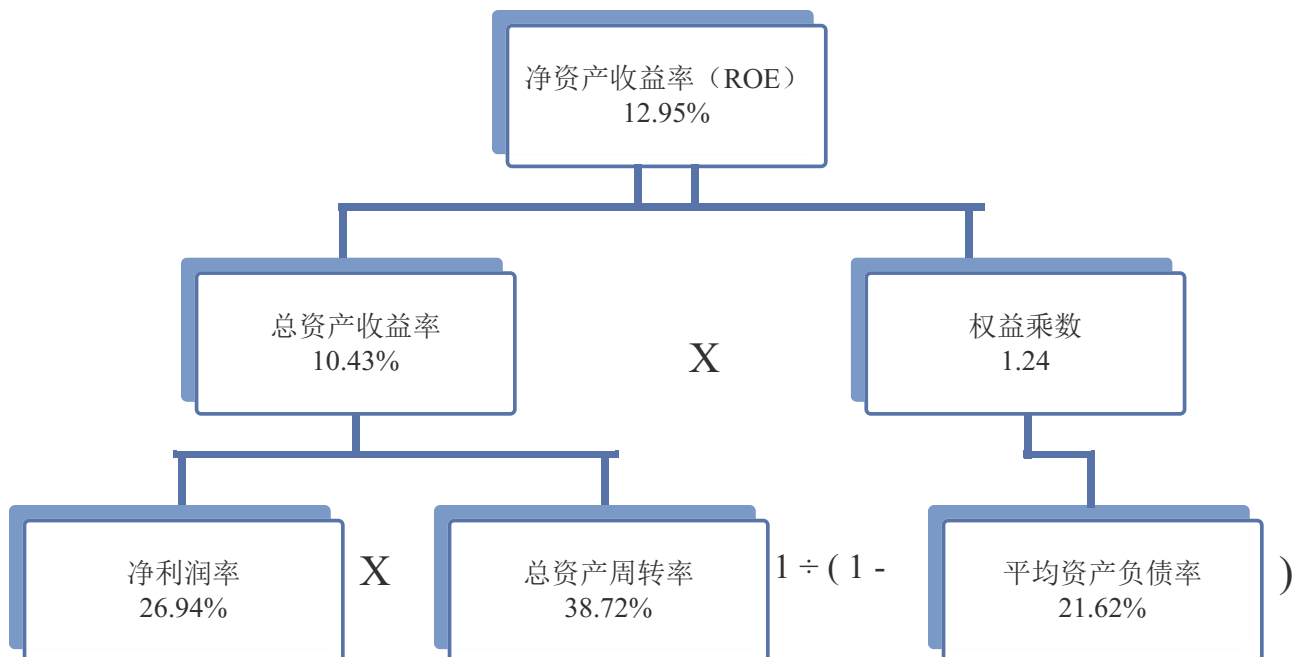 净资产收益率（ROE）
12.95%
总资产收益率
10.43%
X
权益乘数
1.24
净利润率
26.94%
X
总资产周转率
38.72%
1 ÷ ( 1 -
平均资产负债率
21.62%
)